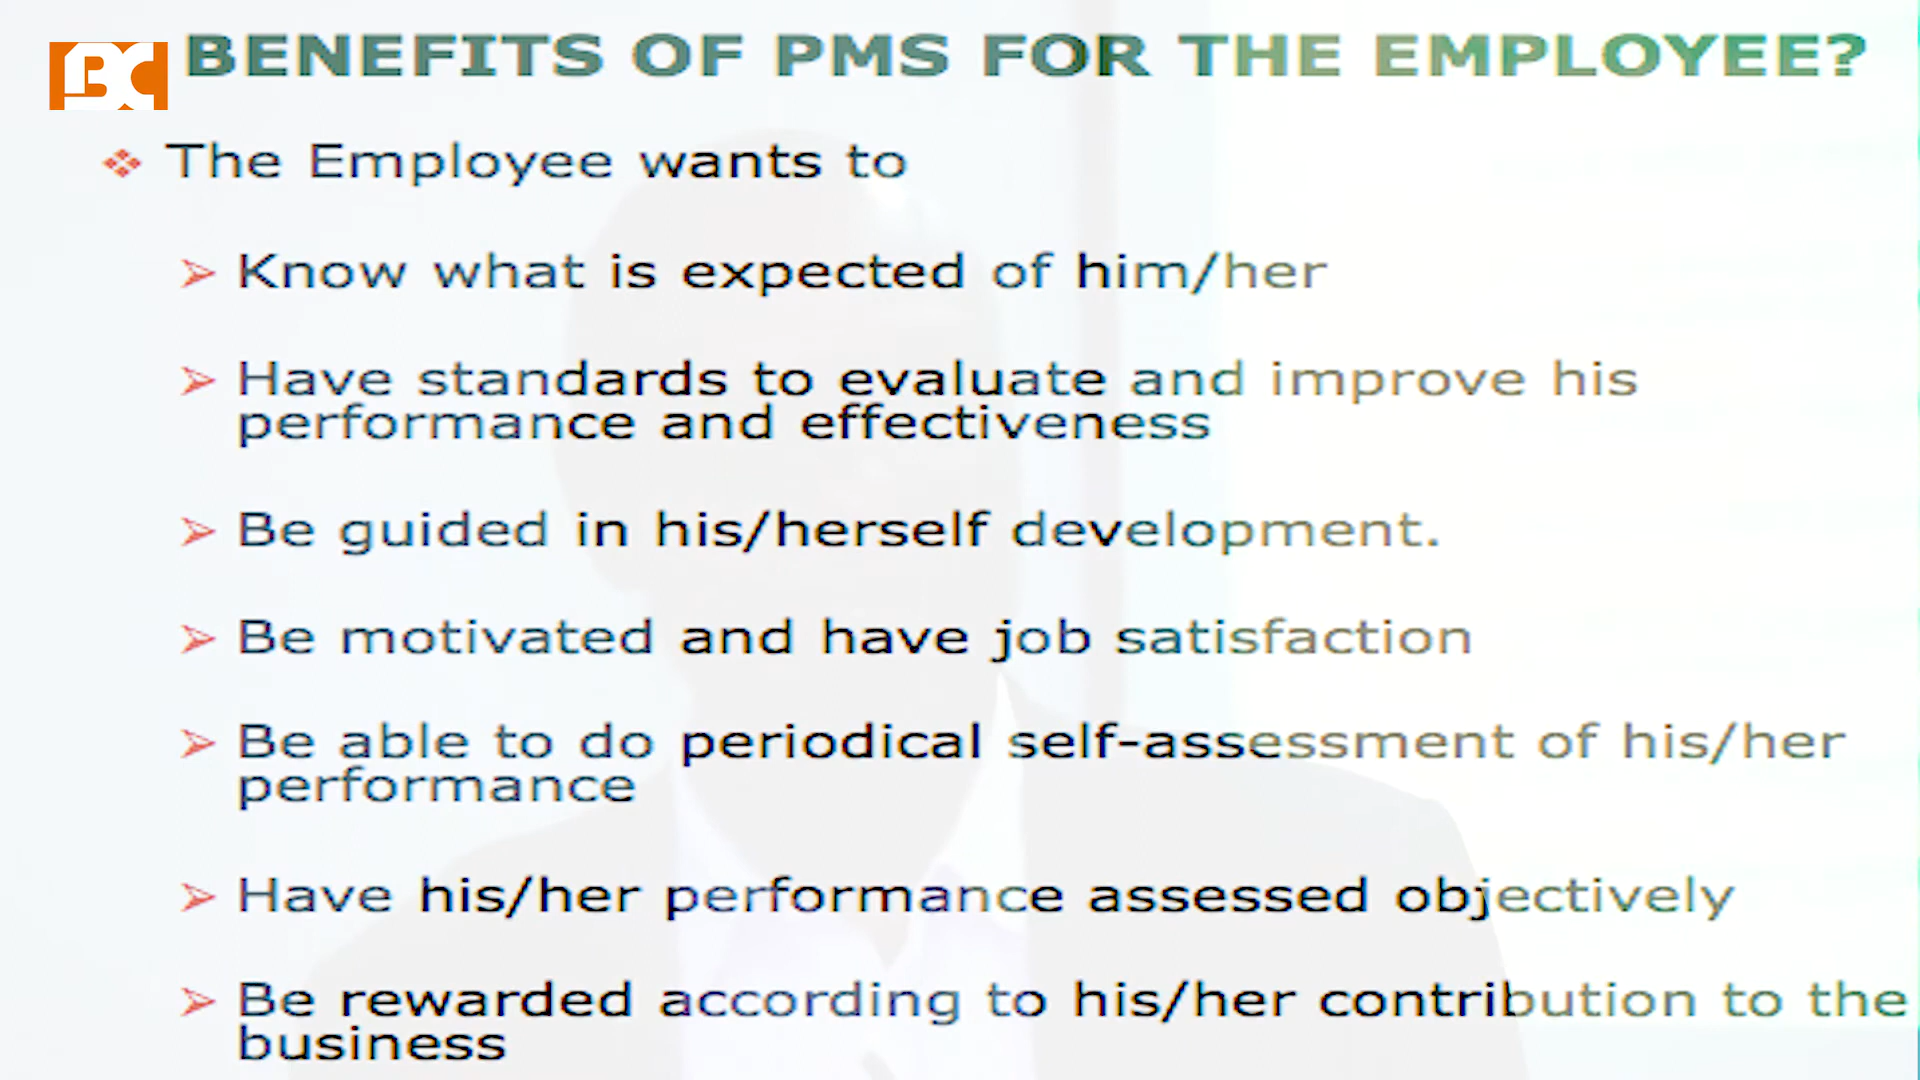 BC
BENEFITS OF PMS FOR THE EMPLOYEE?
The Employee wants to
Know what is expected of him/her
Have standards to evaluate and improve his
performance and effectiveness
Be guided in his/herself development.
Be motivated and have job satisfaction
Be able to do periodical self-assessment of his/her
performance
Have his/her performance assessed objectively
Be rewarded according to his/her contribution to the
business